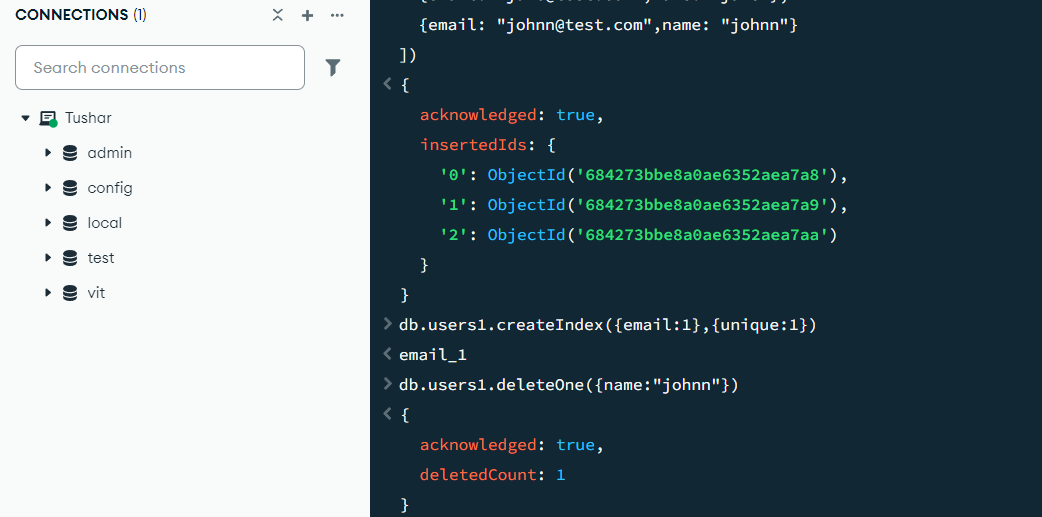 CONNECTIONS (1)
Search connections
Tushar
admin
config
local
test
vit
{email: "johnn@test.com",name: "johnn"}
])
{
acknowledged: true,
insertedIds: {
'0': ObjectId('684273bbe8a0ae6352aea7a8'),
'1': ObjectId('684273bbe8a0ae6352aea7a9'),
'2': ObjectId('684273bbe8a0ae6352aea7aa')
}
}
db.users1.createIndex({email:1},{unique:1})
email_1
db.users1.deleteOne({name:"johnn"})
{
acknowledged: true,
deletedCount: 1
}